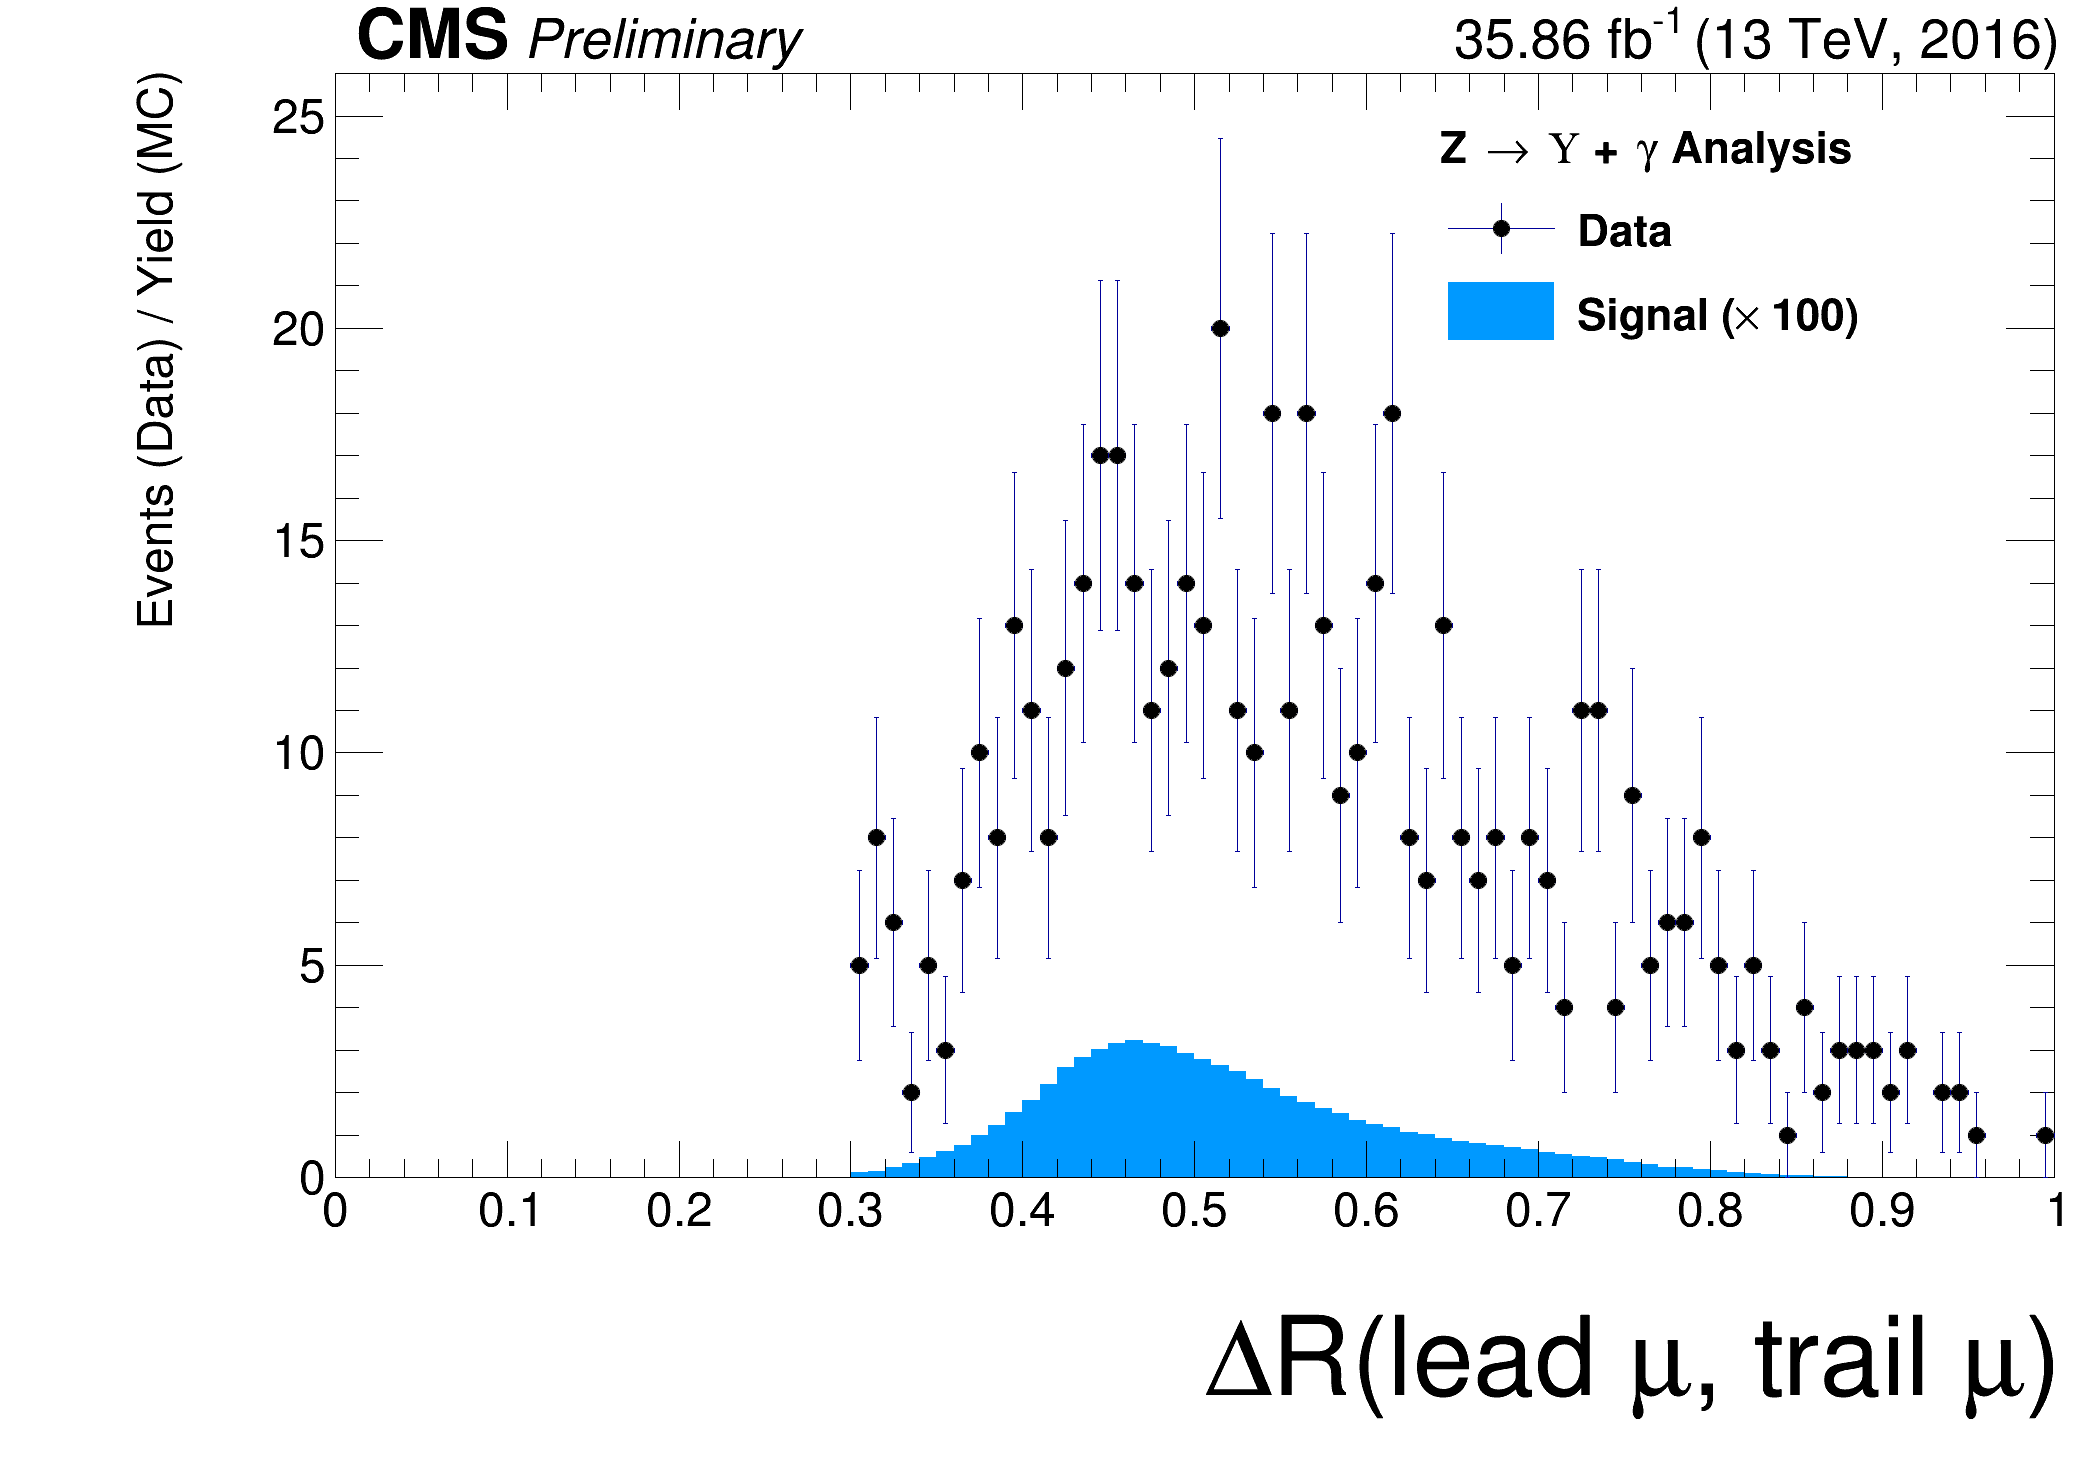 CMS Preliminary
35.86 fb-1 (13 TeV, 2016)
Events (Data) / Yield (MC)
25
20
15
10
5
0
Z → Υ + γ Analysis
Data
Signal (× 100)
0 0.1 0.2 0.3 0.4 0.5 0.6 0.7 0.8 0.9 1
ΔR(lead μ, trail μ)